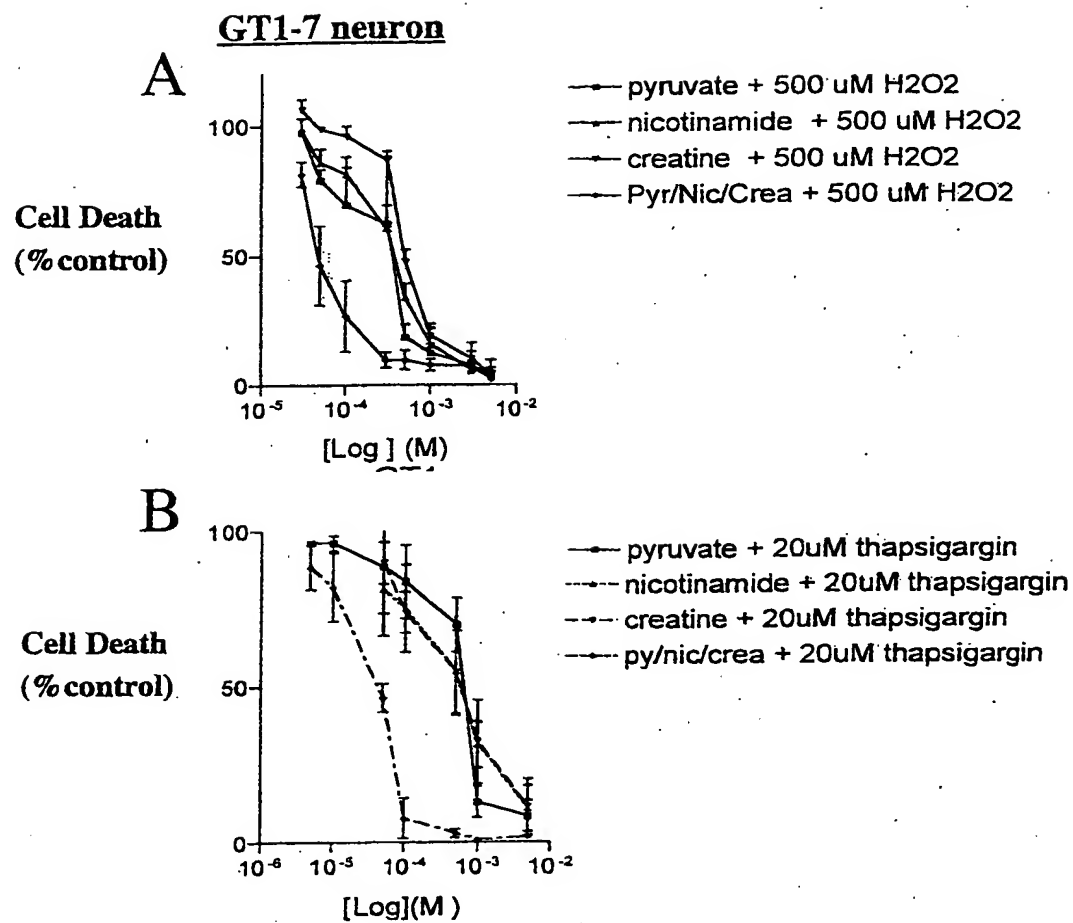 GT1-7 neuron
A
pyruvate + 500 uM H2O2
nicotinamide + 500 uM H2O2
creatine + 500 uM H2O2
Pyr/Nic/Crea + 500 uM H2O2
Cell Death
(% control)
100
50
0
10-5 10-4 10-3 10-2
[Log ] (M)
B
pyruvate + 20uM thapsigargin
nicotinamide + 20uM thapsigargin
creatine + 20uM thapsigargin
py/nic/crea + 20uM thapsigargin
Cell Death
(% control)
100
50
0
10-6 10-5 10-4 10-3 10-2
[Log](M )